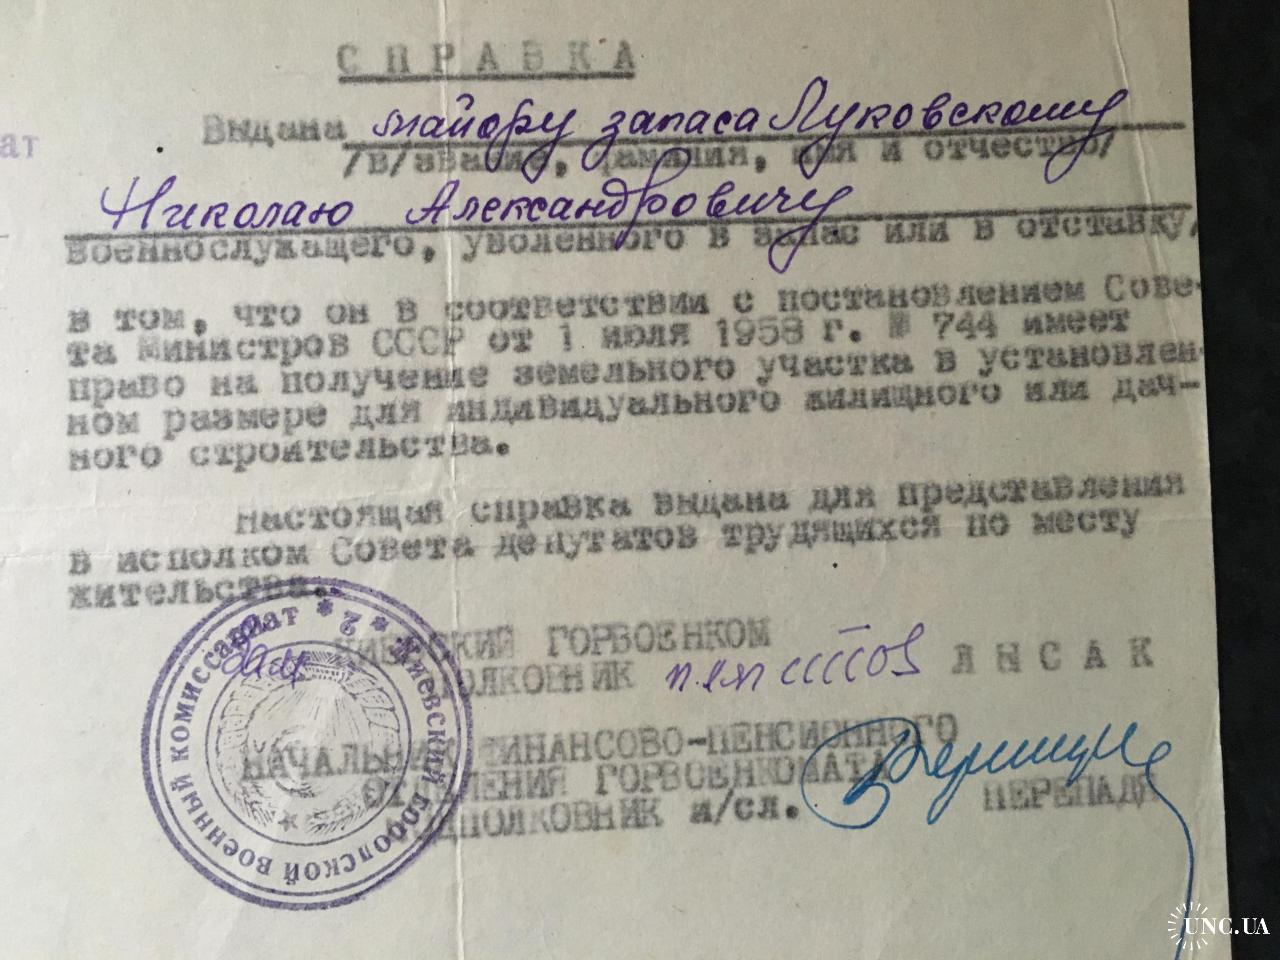 СПРАВКА
ат
Выдана майору запаса Луковскому
/в/звание, фамилия, имя и отчество/
Николаю Александровичу
военнослужащего, уволенного в запас или в отставку/
в том, что он в соответствии с постановлением Сове-
та Министров СССР от 1 июля 1958 г. № 744 имеет
право на получение земельного участка в установлен-
ном размере для индивидуального жилищного или дач-
ного строительства.
Настоящая справка выдана для представления
в исполком Совета депутатов трудящихся по месту
жительства.
КИЕВСКИЙ ГОРВОЕНКОМ
ПОЛКОВНИК ЛЫСАК
НАЧАЛЬНИК ФИНАНСОВО-ПЕНСИОННОГО
ОТДЕЛЕНИЯ ГОРВОЕНКОМАТА
ПОДПОЛКОВНИК и/сл. ПЕРЕПАДЯ
Киевский городской военный комиссариат * 2 *
UNC.UA